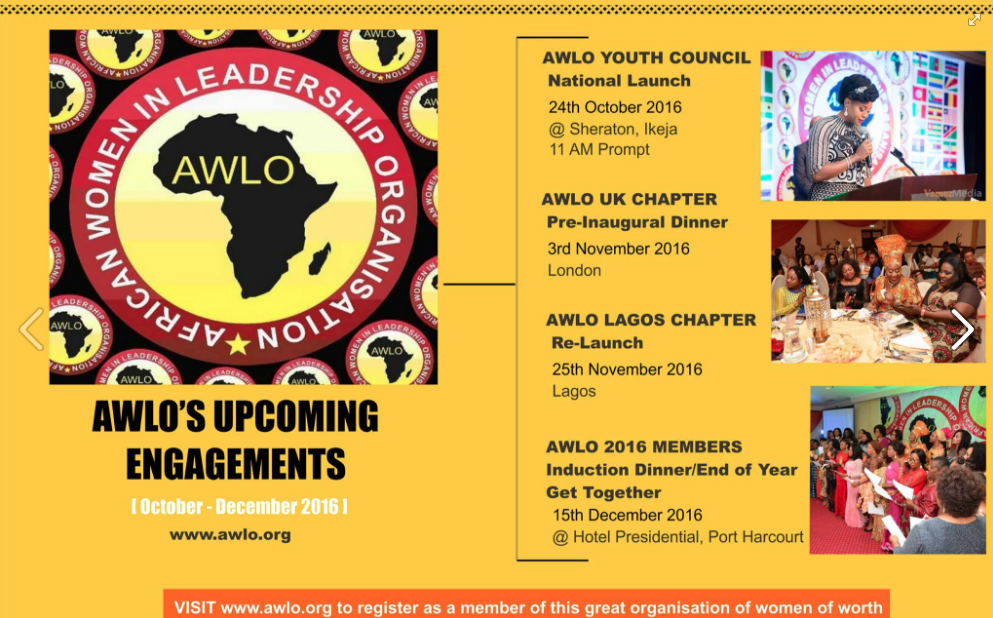 AFRICAN WOMEN IN LEADERSHIP ORGANISATION
AWLO
AWLO'S UPCOMING
ENGAGEMENTS
[ October - December 2016 ]
www.awlo.org
AWLO YOUTH COUNCIL
National Launch
24th October 2016
@ Sheraton, Ikeja
11 AM Prompt
AWLO UK CHAPTER
Pre-Inaugural Dinner
3rd November 2016
London
AWLO LAGOS CHAPTER
Re-Launch
25th November 2016
Lagos
AWLO 2016 MEMBERS
Induction Dinner/End of Year
Get Together
15th December 2016
@ Hotel Presidential, Port Harcourt
VISIT www.awlo.org to register as a member of this great organisation of women of worth